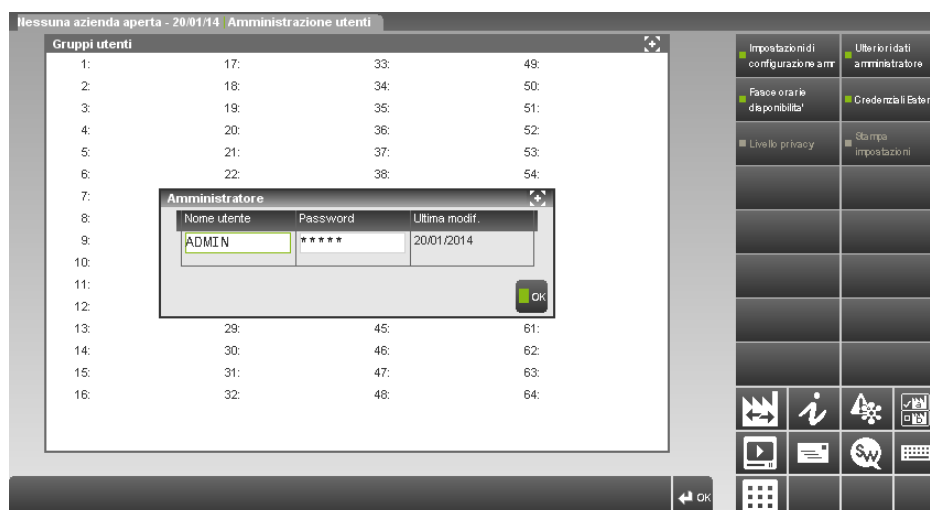 Nessuna azienda aperta - 20/01/14 Amministrazione utenti
Gruppi utenti
1: 17: 33: 49:
2: 18: 34: 50:
3: 19: 35: 51:
4: 20: 36: 52:
5: 21: 37: 53:
6: 22: 38: 54:
7:
8:
9:
10:
11:
12:
Amministratore
Nome utente Password Ultima modif.
ADMIN ***** 20/01/2014
OK
13: 29: 45: 61:
14: 30: 46: 62:
15: 31: 47: 63:
16: 32: 48: 64:
OK
Impostazioni di
configurazione amr
Ulteriori dati
amministratore
Fasce orarie
disponibilita'
Credenziali Ester
Livello privacy
Stampa
impostazioni
i
a
b
SW